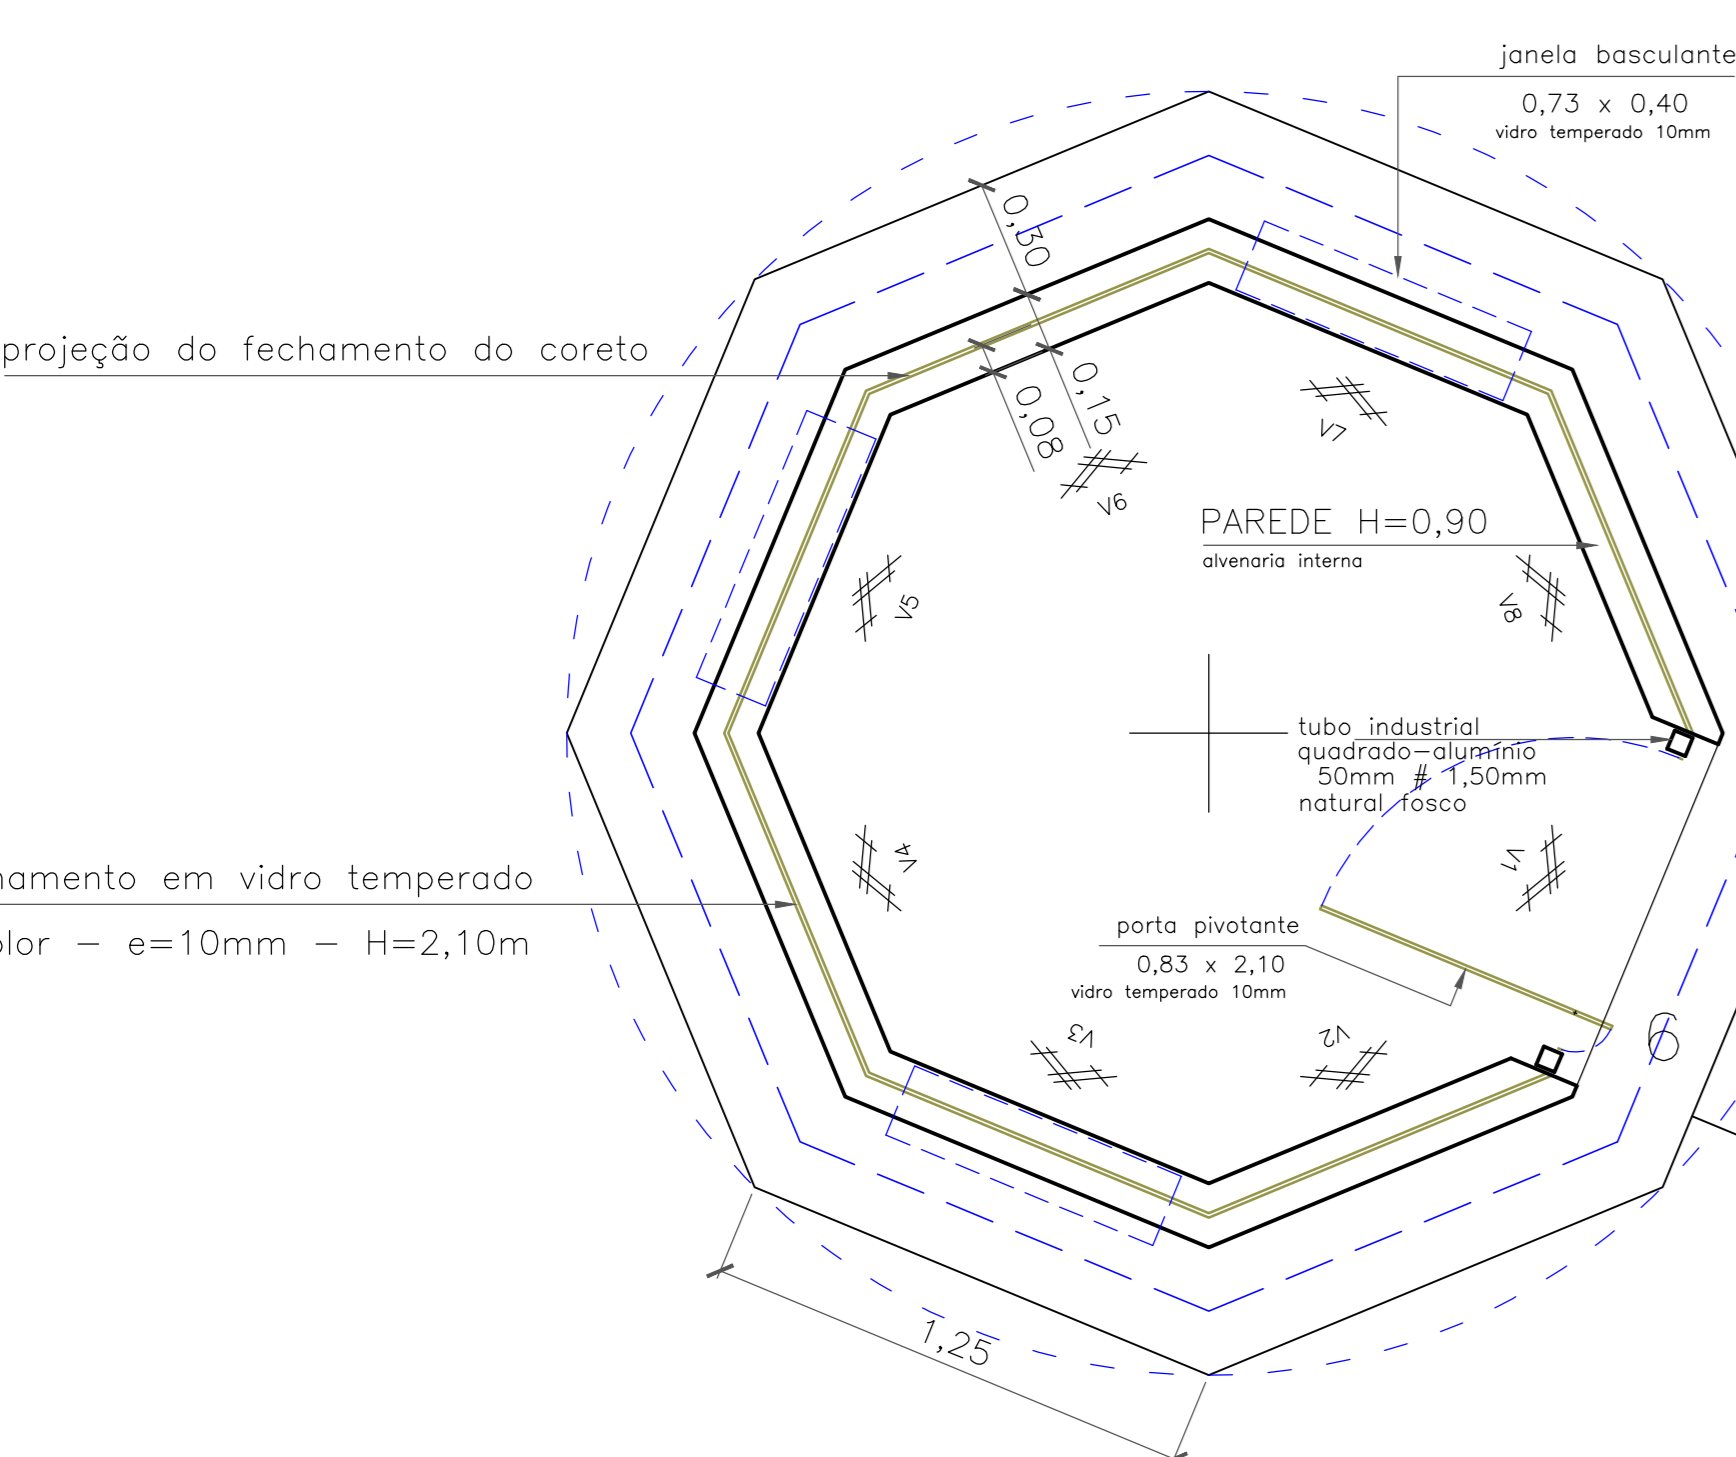 janela basculante
0,73 x 0,40
vidro temperado 10mm
0,30
projeção do fechamento do coreto
0,15
0,08
V7
V6
PAREDE H=0,90
alvenaria interna
V5
V8
tubo industrial
quadrado-alumínio
50mm # 1,50mm
natural fosco
V4
V1
hamento em vidro temperado
olor - e=10mm - H=2,10m
porta pivotante
0,83 x 2,10
vidro temperado 10mm
V3
V2
6
1,25